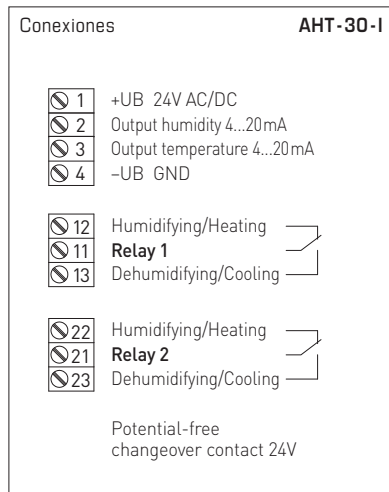 Conexiones AHT-30-I
1 +UB 24V AC/DC
2 Output humidity 4...20mA
3 Output temperature 4...20mA
4 –UB GND
12 Humidifying/Heating
11 Relay 1
13 Dehumidifying/Cooling
22 Humidifying/Heating
21 Relay 2
23 Dehumidifying/Cooling
Potential-free
changeover contact 24V